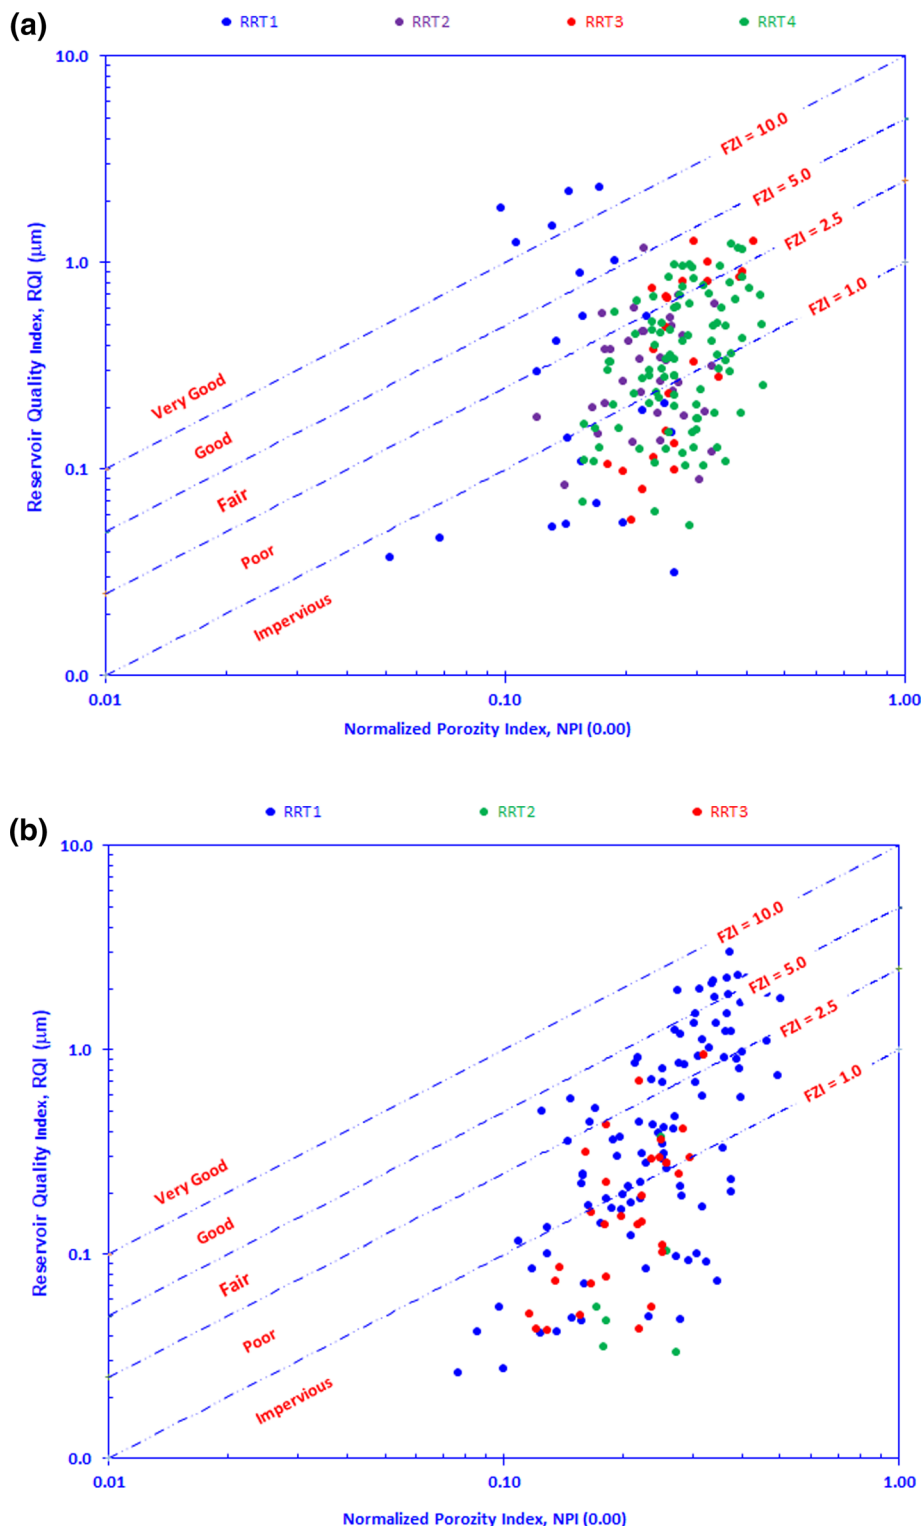 (a)
RRT1 RRT2 RRT3 RRT4
10.0
FZI = 10.0
FZI = 5.0
FZI = 2.5
1.0
FZI = 1.0
Reservoir Quality Index, RQI (μm)
Very Good
Good
0.1
Fair
Poor
Impervious
0.0
0.01 0.10 1.00
Normalized Porozity Index, NPI (0.00)
(b)
RRT1 RRT2 RRT3
10.0
FZI = 10.0
FZI = 5.0
FZI = 2.5
1.0
FZI = 1.0
Reservoir Quality Index, RQI (μm)
Very Good
Good
0.1
Fair
Poor
Impervious
0.0
0.01 0.10 1.00
Normalized Porozity Index, NPI (0.00)